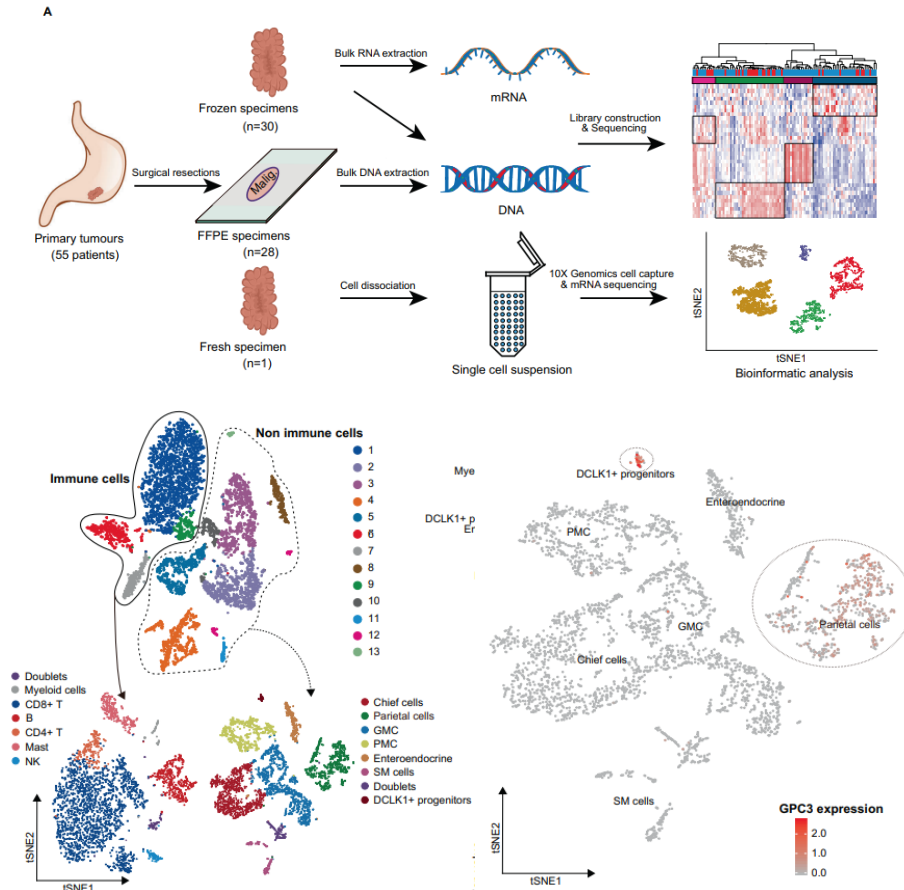 A
Bulk RNA extraction
mRNA
Frozen specimens
(n=30)
Library construction
& Sequencing
Surgical resections
Malig
Bulk DNA extraction
DNA
Primary tumours
(55 patients)
FFPE specimens
(n=28)
Cell dissociation
10X Genomics cell capture
& mRNA sequencing
Fresh specimen
(n=1)
Single cell suspension
tSNE2
tSNE1
Bioinformatic analysis
Non immune cells
Immune cells
1
2
3
4
5
6
7
8
9
10
11
12
13
Doublets
Myeloid cells
CD8+ T
B
CD4+ T
Mast
NK
Chief cells
Parietal cells
GMC
PMC
Enteroendocrine
SM cells
Doublets
DCLK1+ progenitors
tSNE2
tSNE1
Mye
DCLK1+ p
Er
DCLK1+ progenitors
Enteroendocrine
PMC
Parietal cells
GMC
Chief cells
SM cells
GPC3 expression
2.0
1.0
0.0
tSNE2
tSNE1